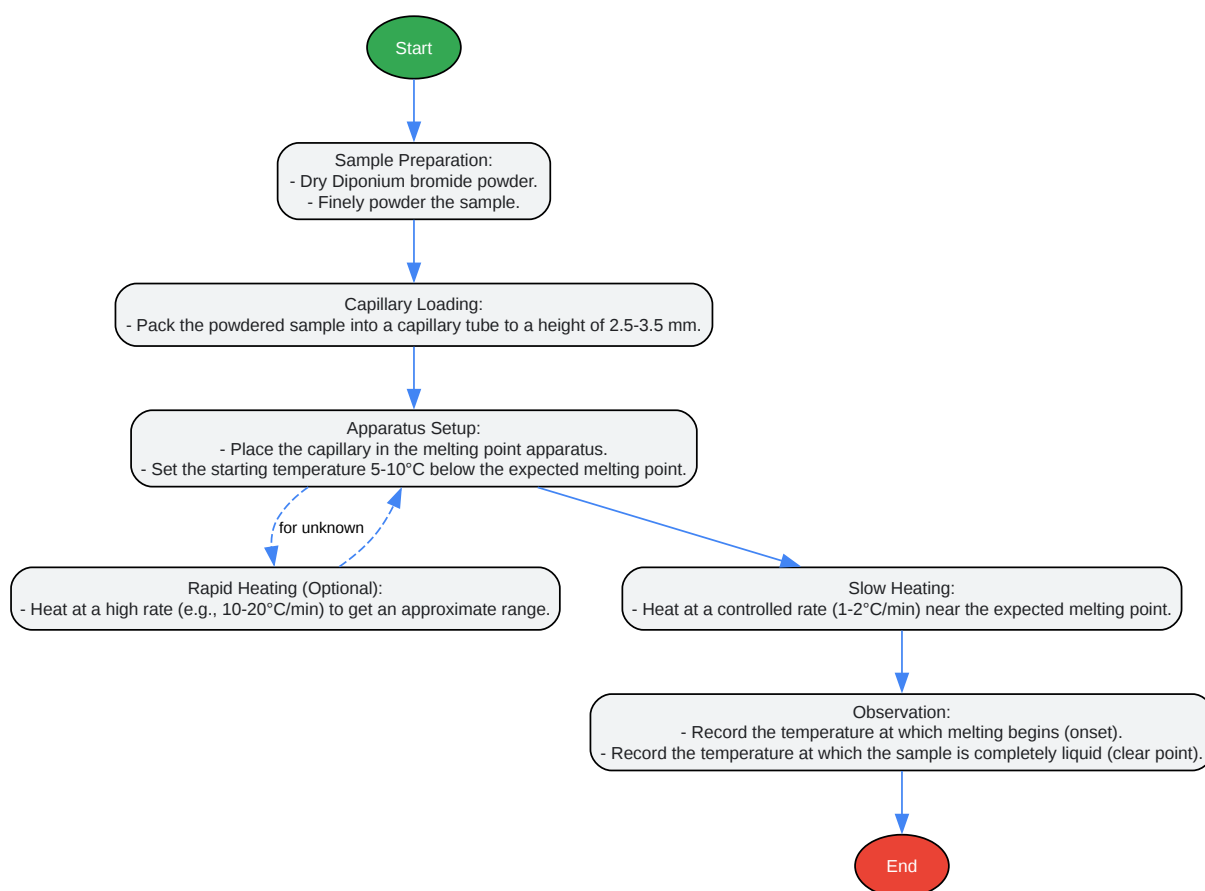 Start
Sample Preparation:
- Dry Diponium bromide powder.
- Finely powder the sample.
Capillary Loading:
- Pack the powdered sample into a capillary tube to a height of 2.5-3.5 mm.
Apparatus Setup:
- Place the capillary in the melting point apparatus.
- Set the starting temperature 5-10°C below the expected melting point.
for unknown
Rapid Heating (Optional):
- Heat at a high rate (e.g., 10-20°C/min) to get an approximate range.
Slow Heating:
- Heat at a controlled rate (1-2°C/min) near the expected melting point.
Observation:
- Record the temperature at which melting begins (onset).
- Record the temperature at which the sample is completely liquid (clear point).
End